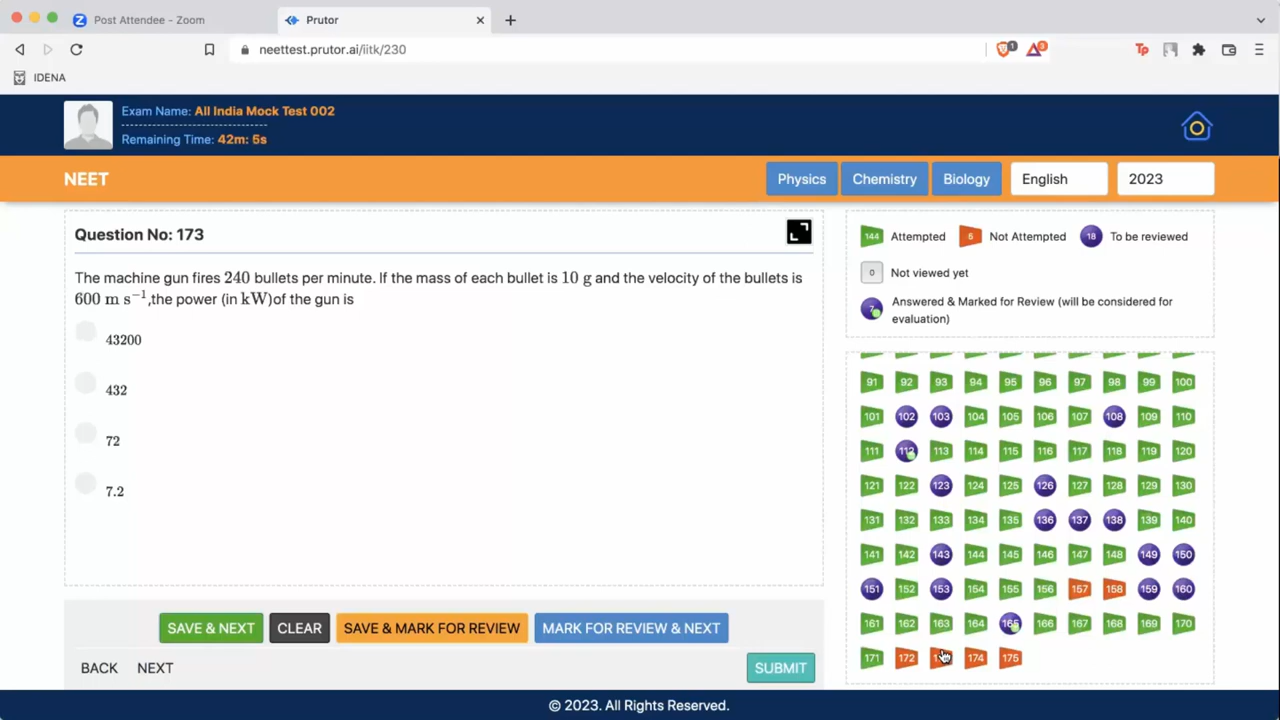 Post Attendee - Zoom
Prutor
neettest.prutor.ai/iitk/230
1
3
Tp
IDENA
Exam Name: All India Mock Test 002
Remaining Time: 42m: 5s
NEET
Physics
Chemistry
Biology
English
2023
Question No: 173
The machine gun fires 240 bullets per minute. If the mass of each bullet is 10 g and the velocity of the bullets is
600 m s⁻¹,the power (in kW)of the gun is
43200
432
72
7.2
SAVE & NEXT
CLEAR
SAVE & MARK FOR REVIEW
MARK FOR REVIEW & NEXT
BACK
NEXT
SUBMIT
144 Attempted
5 Not Attempted
18 To be reviewed
0 Not viewed yet
7 Answered & Marked for Review (will be considered for
evaluation)
91 92 93 94 95 96 97 98 99 100
101 102 103 104 105 106 107 108 109 110
111 112 113 114 115 116 117 118 119 120
121 122 123 124 125 126 127 128 129 130
131 132 133 134 135 136 137 138 139 140
141 142 143 144 145 146 147 148 149 150
151 152 153 154 155 156 157 158 159 160
161 162 163 164 165 166 167 168 169 170
171 172 174 175
© 2023. All Rights Reserved.